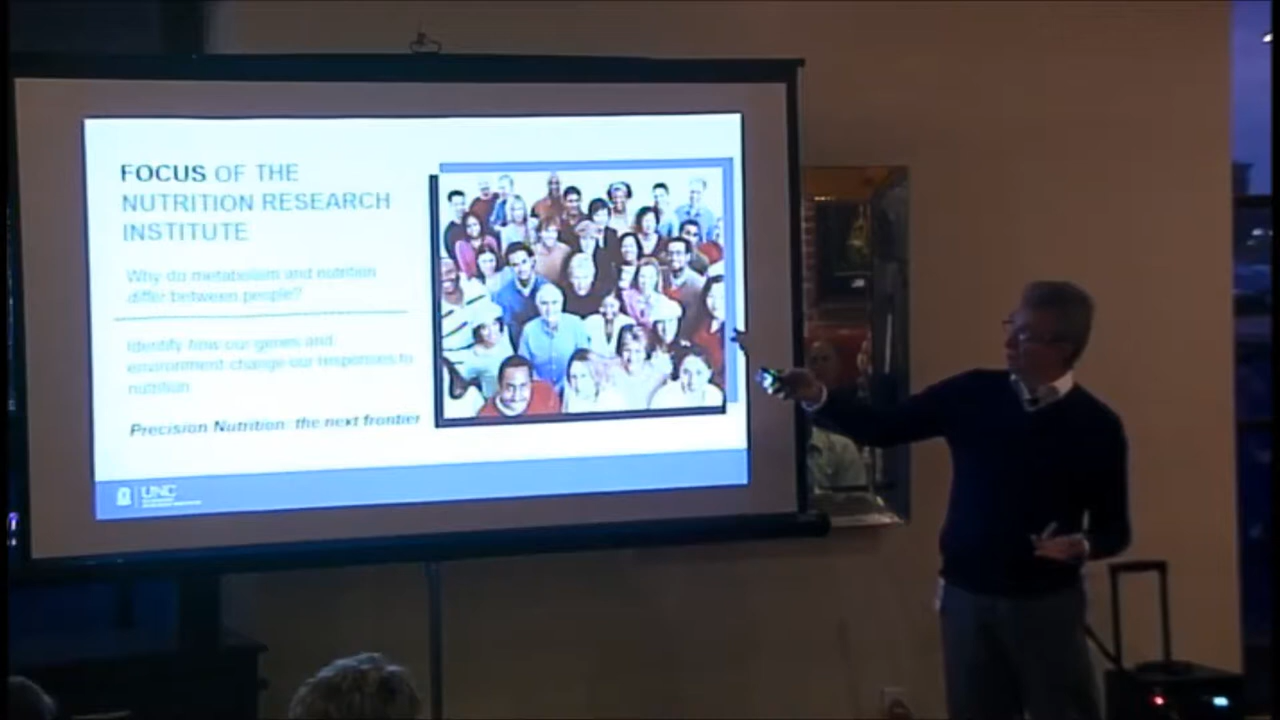 FOCUS OF THE
NUTRITION RESEARCH
INSTITUTE
Why do metabolism and nutrition
differ between people?
Identify how our genes and
environment change our responses to
nutrition
Precision Nutrition: the next frontier
UNC